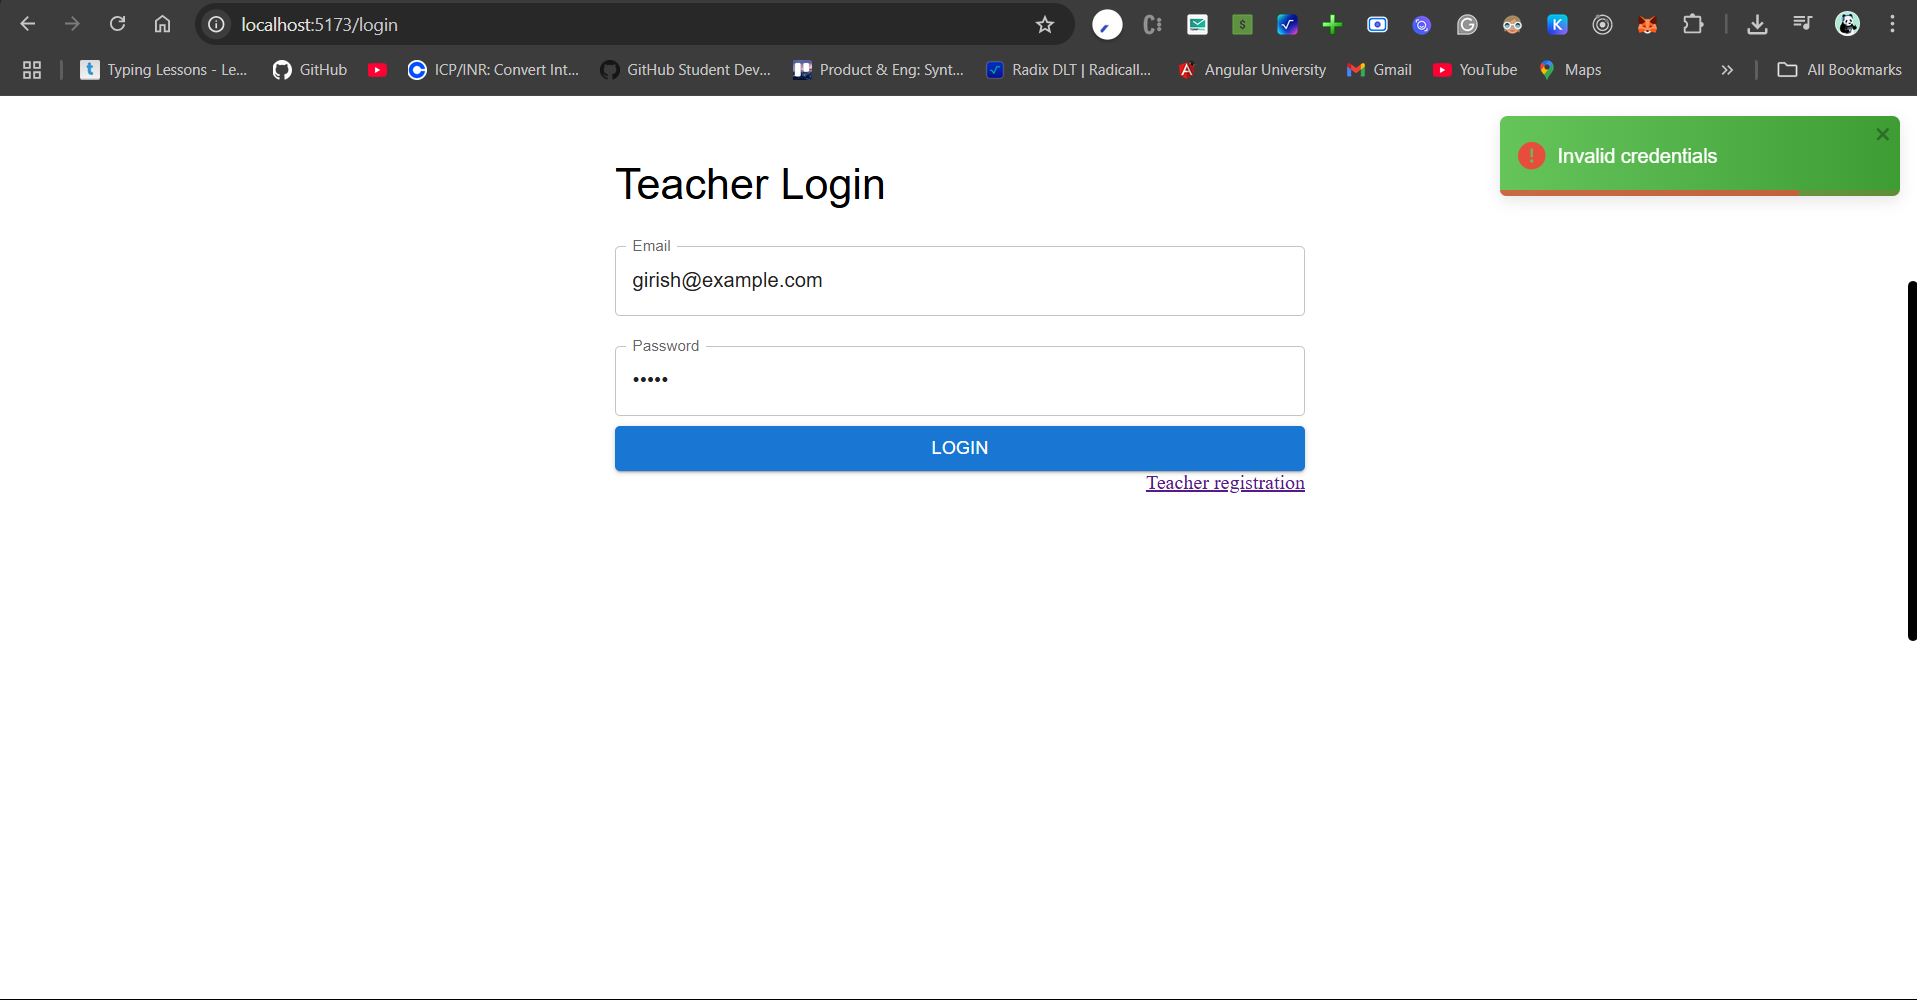 localhost:5173/login
Typing Lessons - Le... GitHub ICP/INR: Convert Int... GitHub Student Dev... Product & Eng: Synt... Radix DLT | Radicall... Angular University Gmail YouTube Maps » All Bookmarks
Invalid credentials
Teacher Login
Email
girish@example.com
Password
•••••
LOGIN
Teacher registration